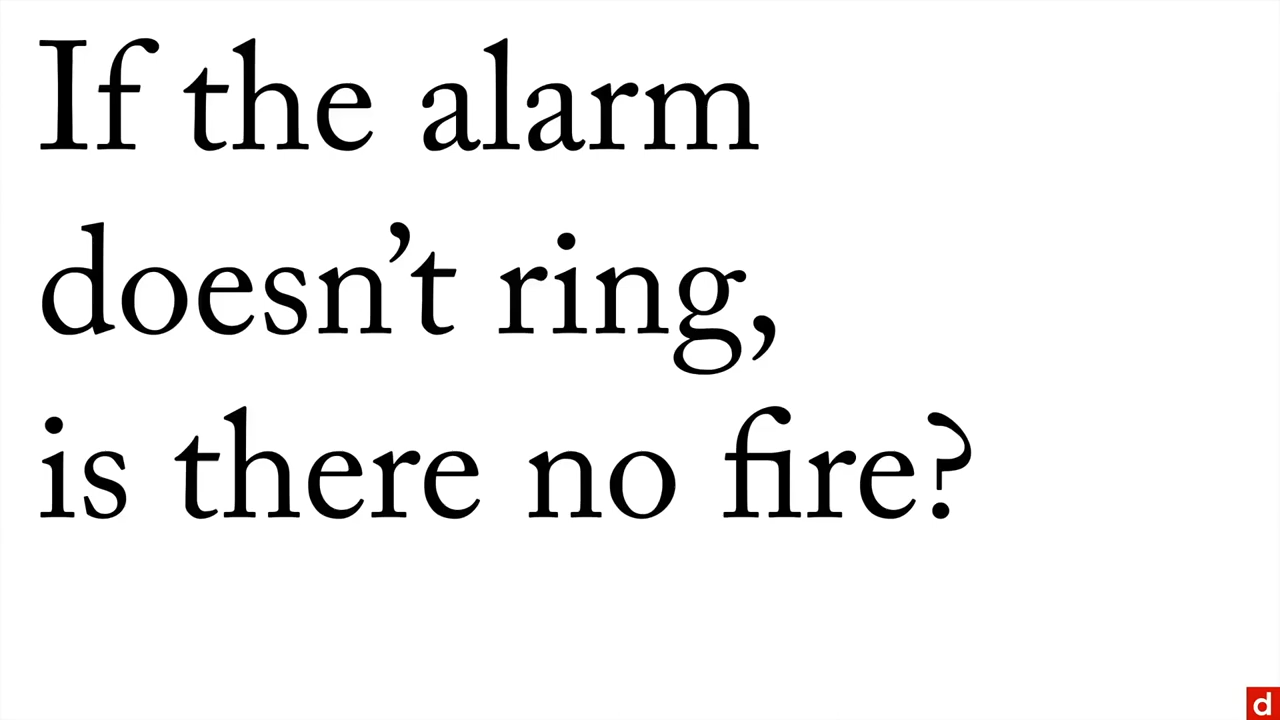 If the alarm
doesn’t ring,
is there no fire?
d